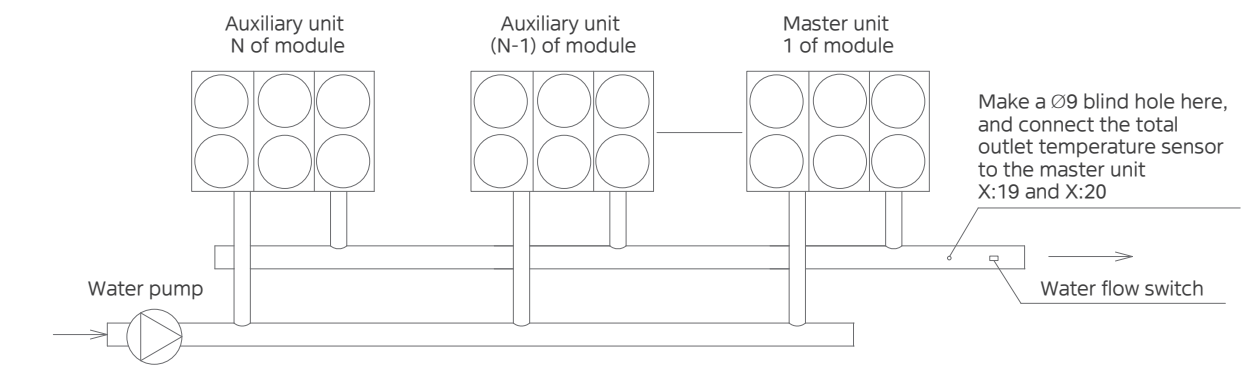 Auxiliary unit
N of module
Auxiliary unit
(N-1) of module
Master unit
1 of module
Make a Ø9 blind hole here,
and connect the total
outlet temperature sensor
to the master unit
X:19 and X:20
Water pump
Water flow switch